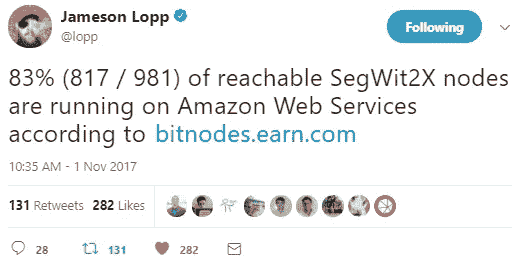 Jameson Lopp
@lopp
Following
83% (817 / 981) of reachable SegWit2X nodes
are running on Amazon Web Services
according to bitnodes.earn.com
10:35 AM - 1 Nov 2017
131 Retweets 282 Likes
28 131 282